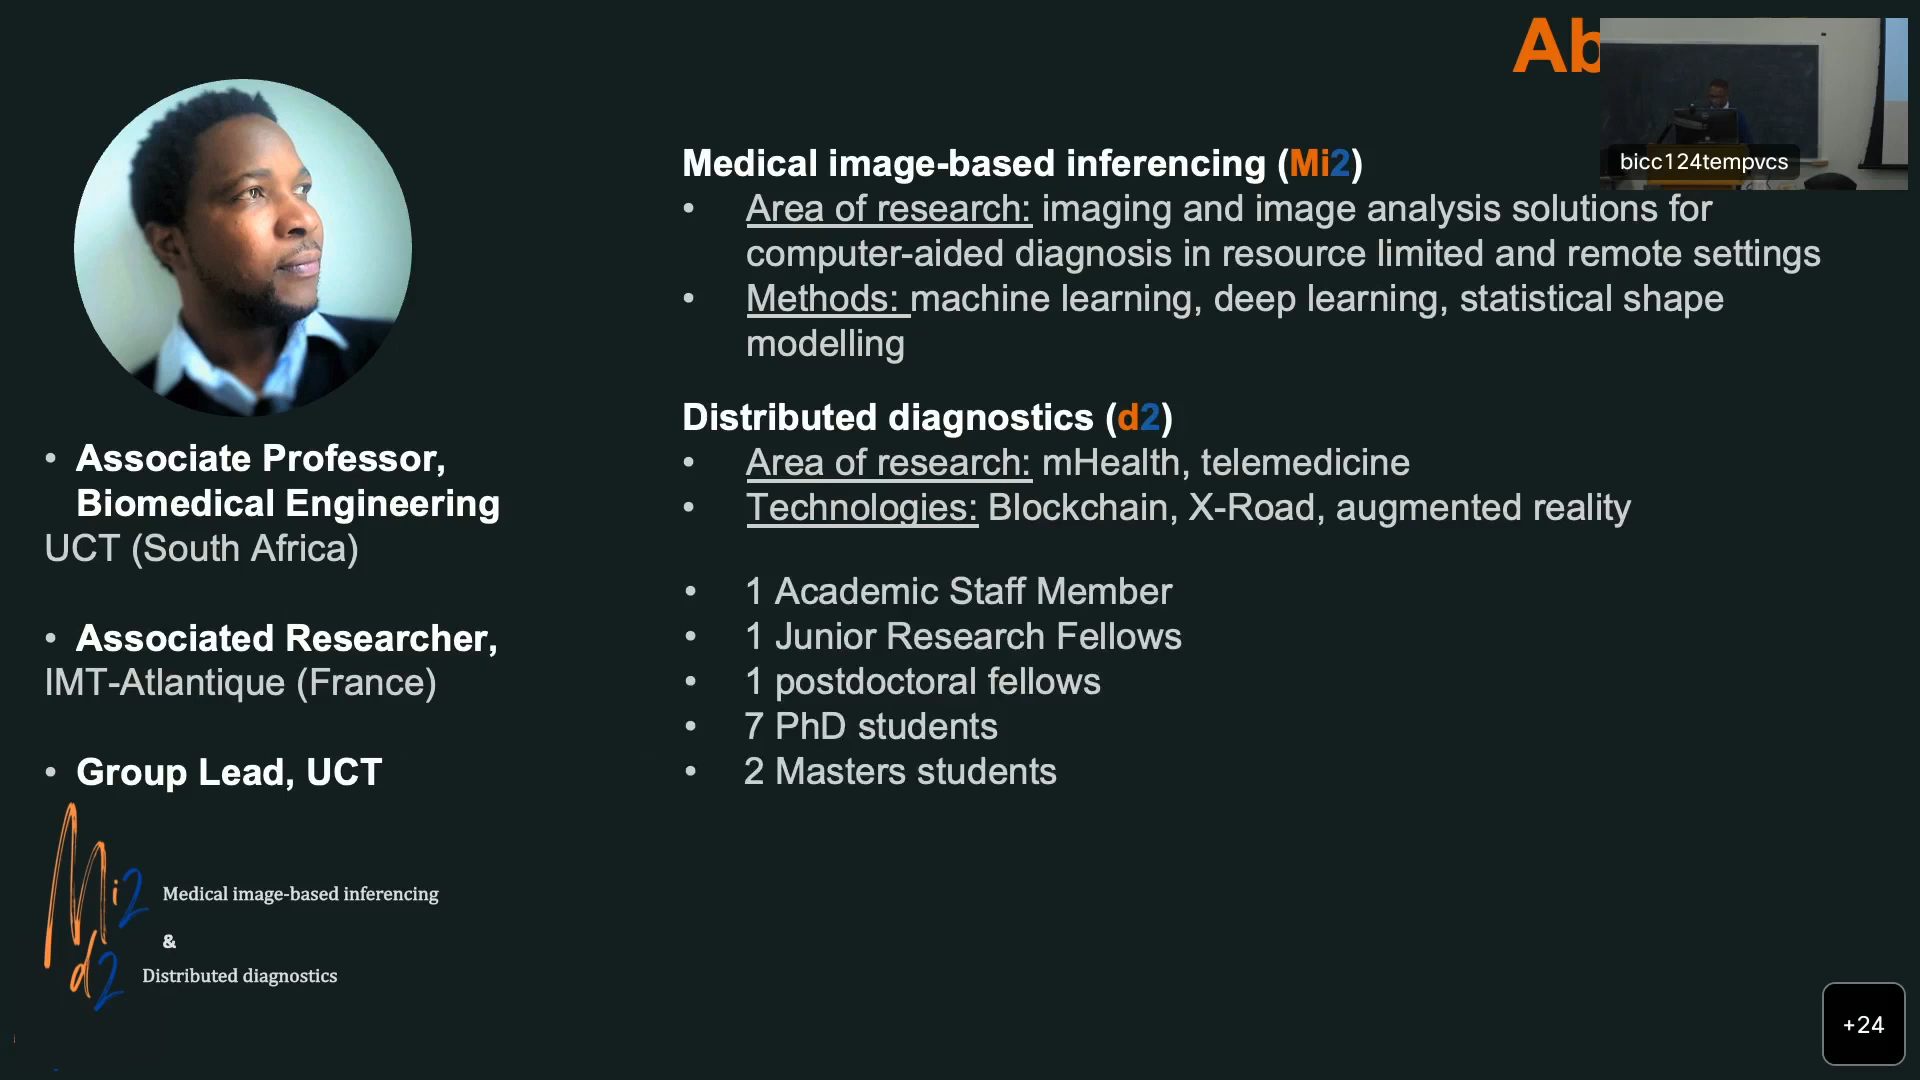 Ab
bicc124tempvcs
• Associate Professor,
Biomedical Engineering
UCT (South Africa)
• Associated Researcher,
IMT-Atlantique (France)
• Group Lead, UCT
Mi2
Medical image-based inferencing
&
d2
Distributed diagnostics
Medical image-based inferencing (Mi2)
• Area of research: imaging and image analysis solutions for
computer-aided diagnosis in resource limited and remote settings
• Methods: machine learning, deep learning, statistical shape
modelling
Distributed diagnostics (d2)
• Area of research: mHealth, telemedicine
• Technologies: Blockchain, X-Road, augmented reality
• 1 Academic Staff Member
• 1 Junior Research Fellows
• 1 postdoctoral fellows
• 7 PhD students
• 2 Masters students
+24